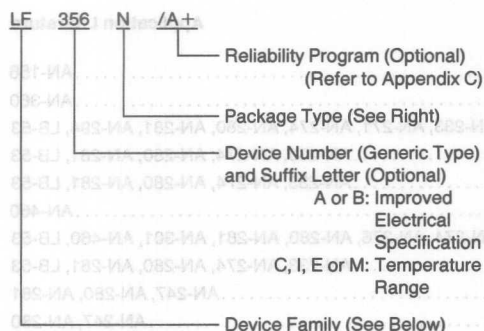 LF 356 N /A+
Reliability Program (Optional)
(Refer to Appendix C)
Package Type (See Right)
Device Number (Generic Type)
and Suffix Letter (Optional)
A or B: Improved
Electrical
Specification
C, I, E or M: Temperature
Range
Device Family (See Below)